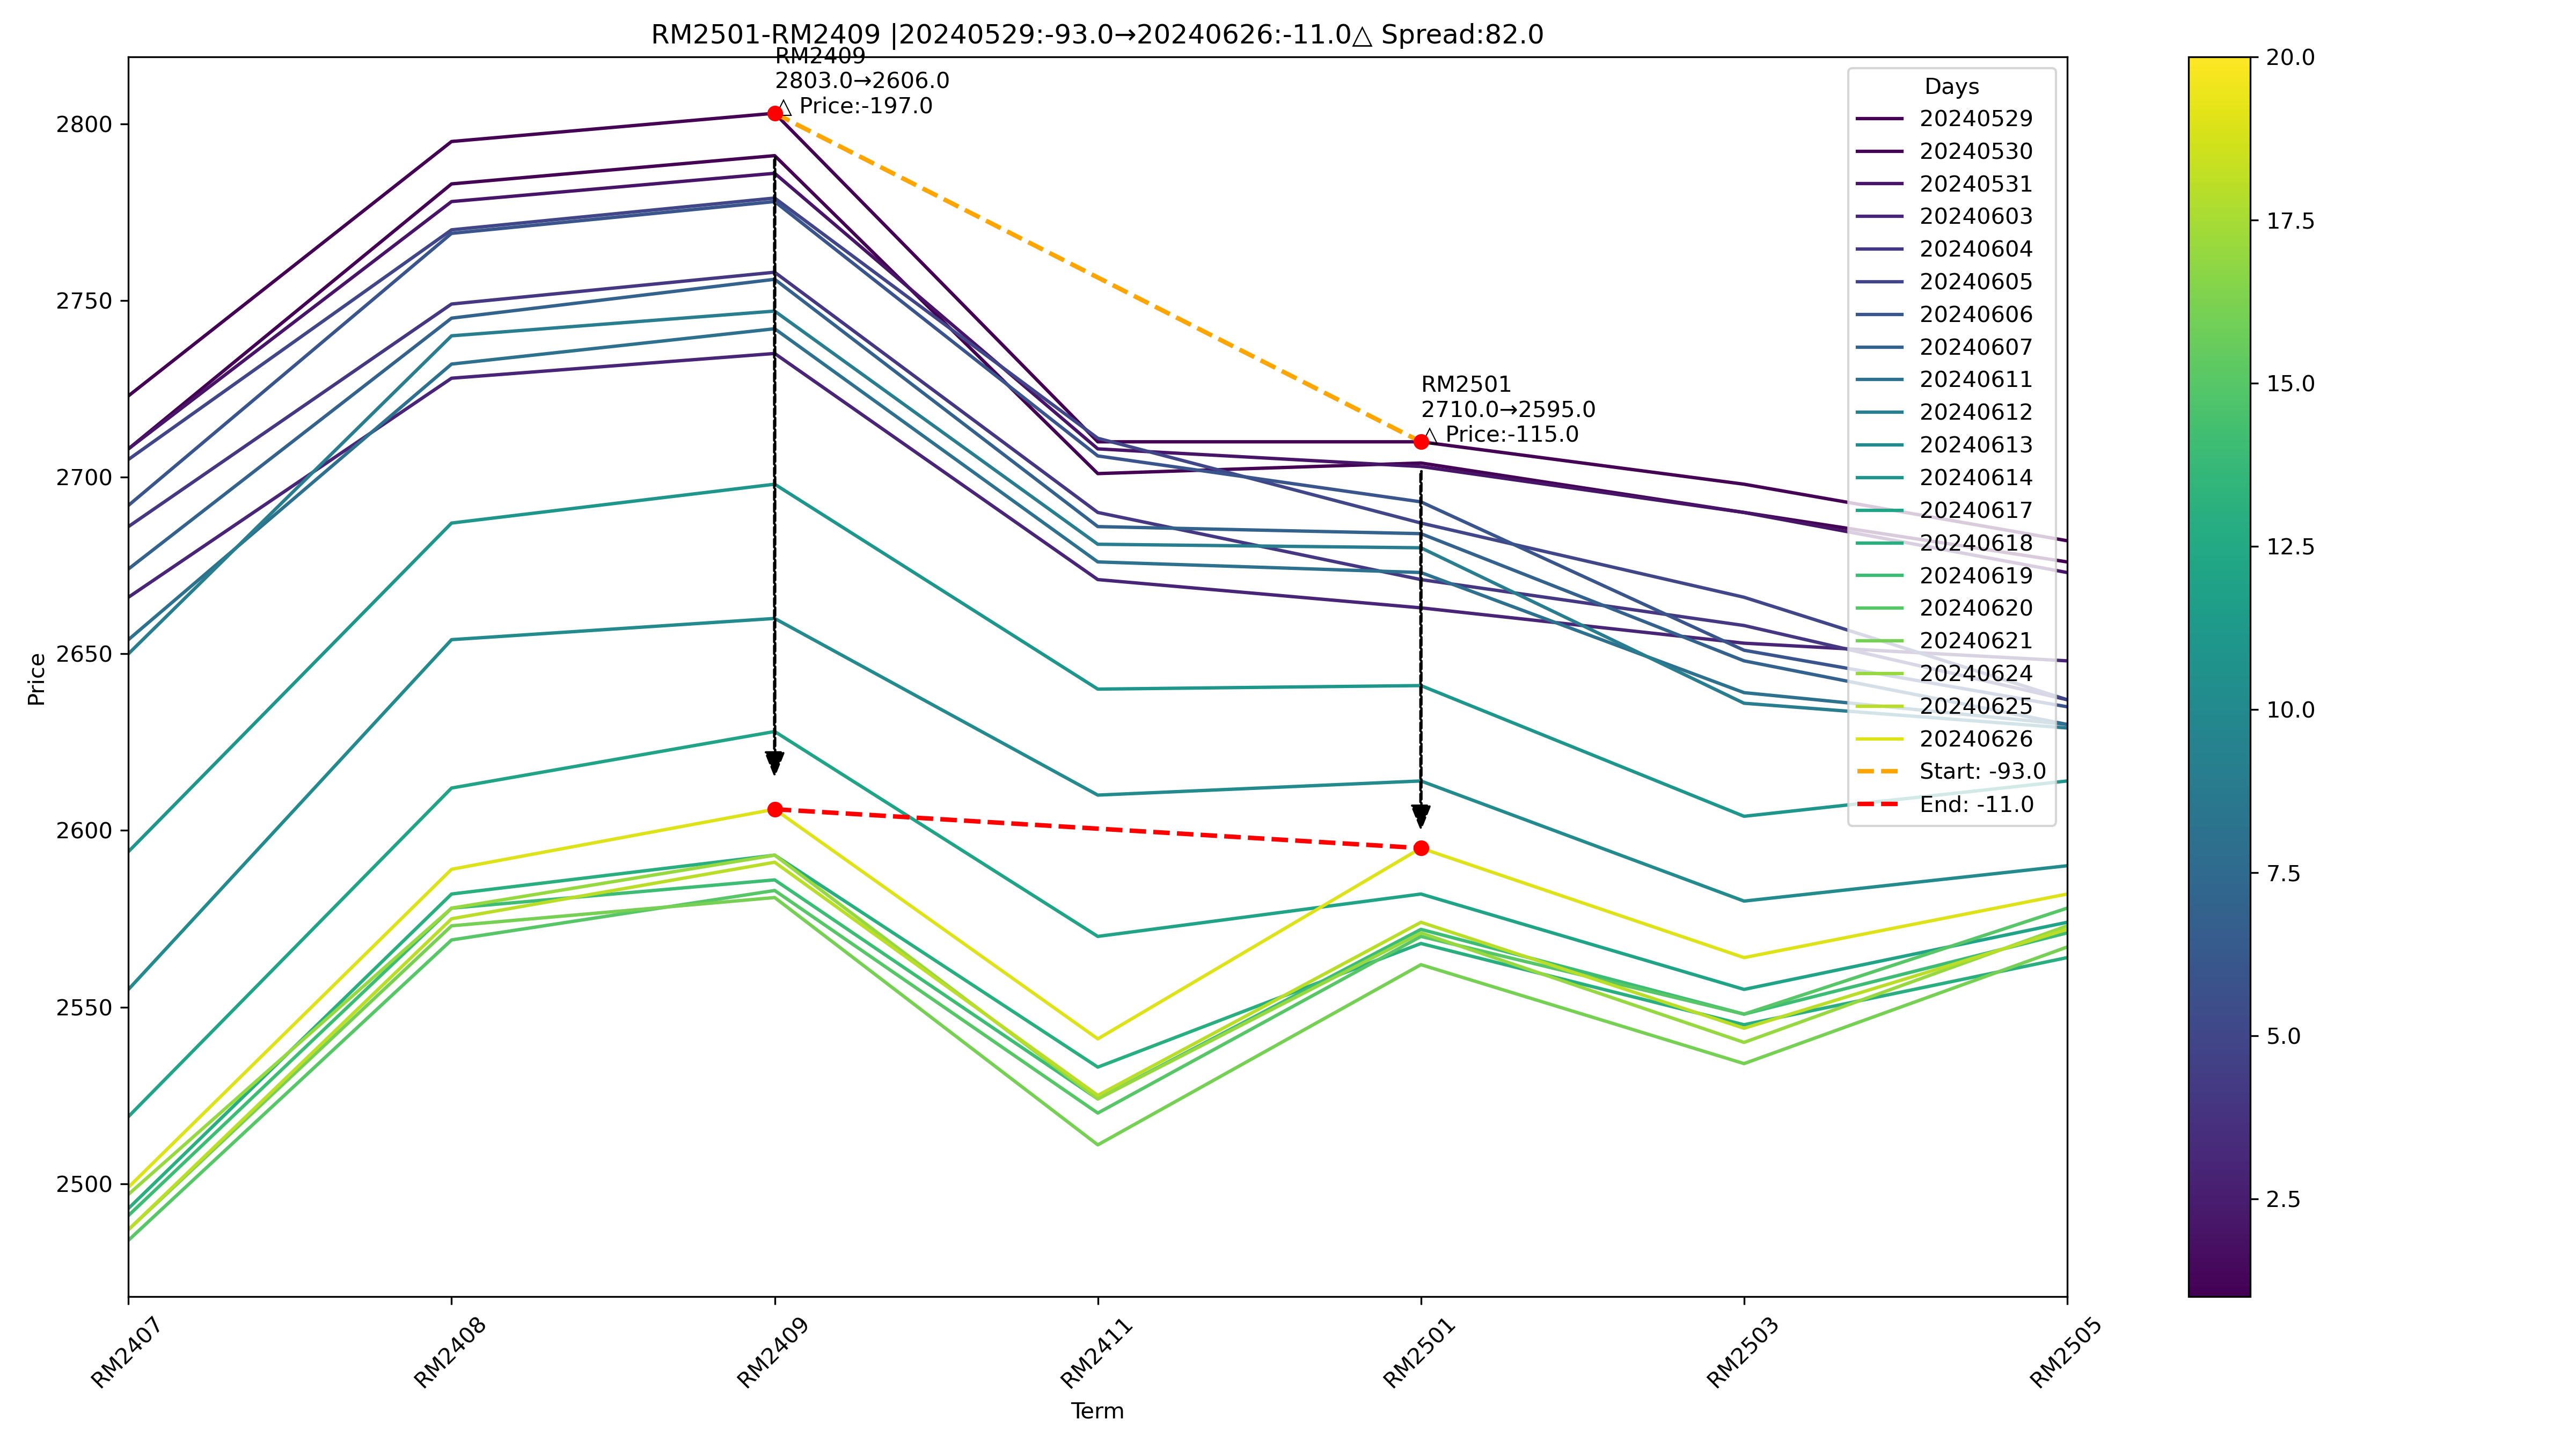 RM2501-RM2409 |20240529:-93.0→20240626:-11.0△ Spread:82.0
RM2409
2803.0→2606.0
△ Price:-197.0
RM2501
2710.0→2595.0
△ Price:-115.0
Price
2800
2750
2700
2650
2600
2550
2500
RM2407
RM2408
RM2409
RM2411
RM2501
RM2503
RM2505
Term
Days
20240529
20240530
20240531
20240603
20240604
20240605
20240606
20240607
20240611
20240612
20240613
20240614
20240617
20240618
20240619
20240620
20240621
20240624
20240625
20240626
Start: -93.0
End: -11.0
20.0
17.5
15.0
12.5
10.0
7.5
5.0
2.5